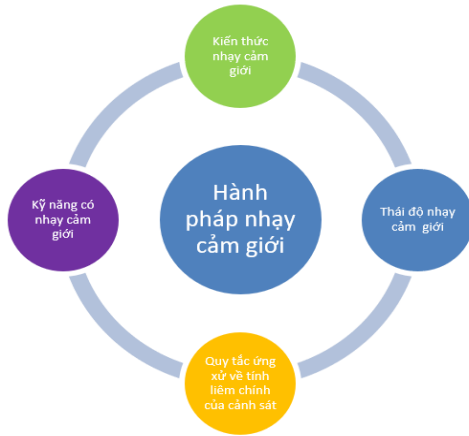 Kiến thức
nhạy cảm
giới
Hành
pháp nhạy
cảm giới
Kỹ năng có
nhạy cảm
giới
Thái độ nhạy
cảm giới
Quy tắc ứng
xử về tính
liêm chính
của cảnh sát